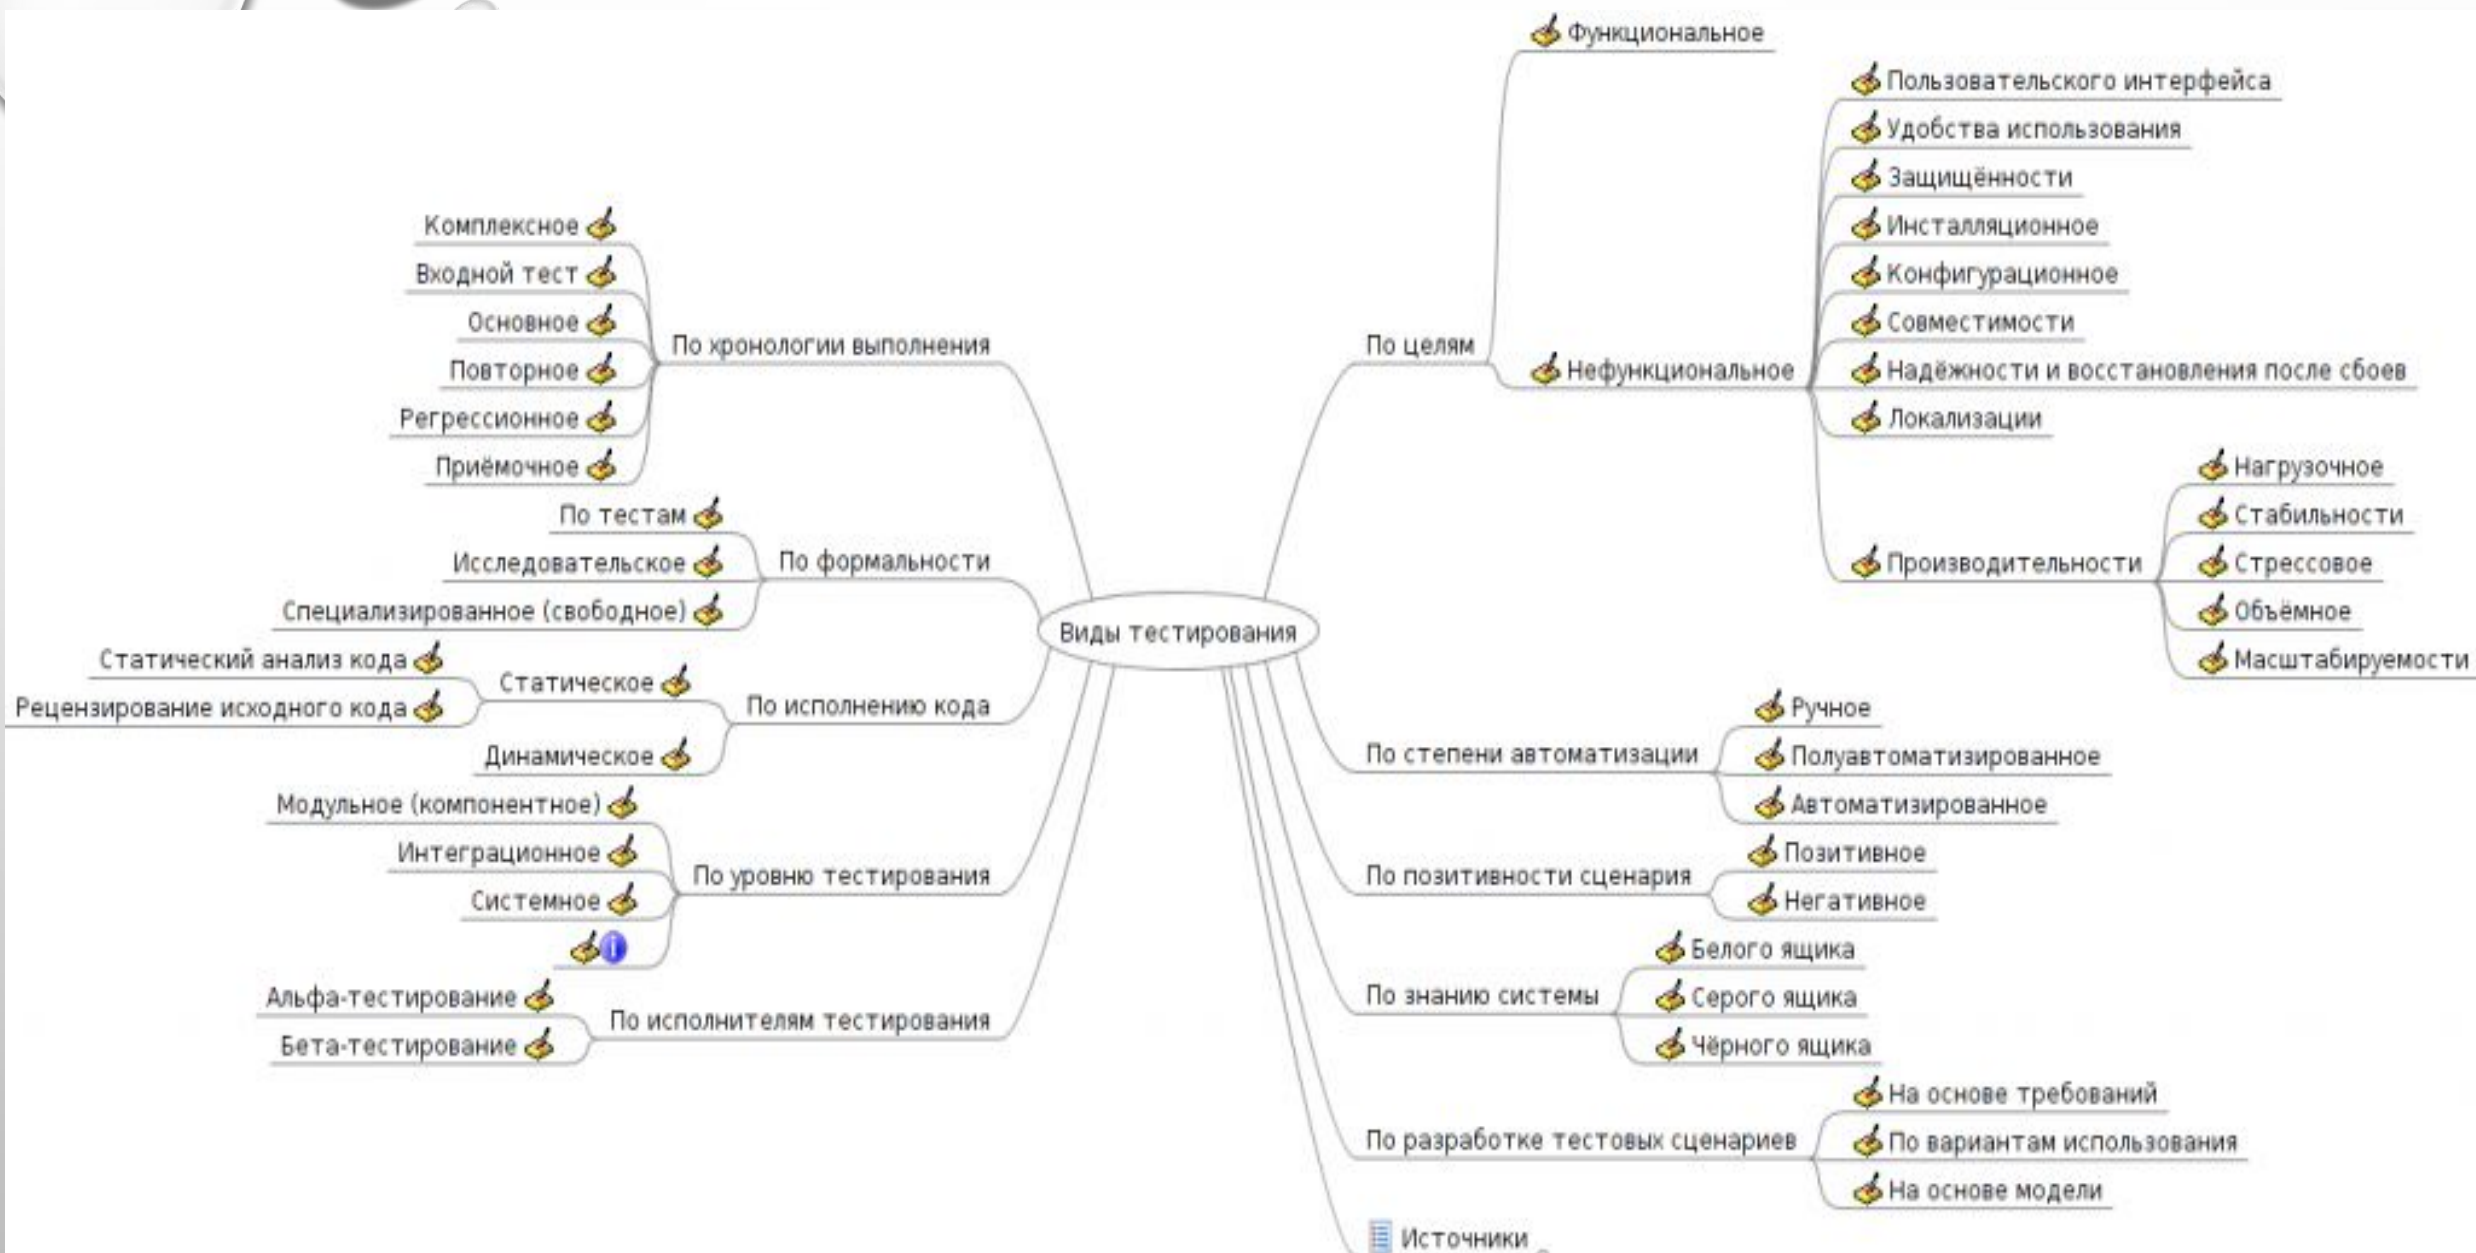 Виды тестирования
По хронологии выполнения
Комплексное
Входной тест
Основное
Повторное
Регрессионное
Приёмочное
По формальности
По тестам
Исследовательское
Специализированное (свободное)
По исполнению кода
Статическое
Статический анализ кода
Рецензирование исходного кода
Динамическое
По уровню тестирования
Модульное (компонентное)
Интеграционное
Системное
i
По исполнителям тестирования
Альфа-тестирование
Бета-тестирование
По целям
Функциональное
Нефункциональное
Пользовательского интерфейса
Удобства использования
Защищённости
Инсталляционное
Конфигурационное
Совместимости
Надёжности и восстановления после сбоев
Локализации
Производительности
Нагрузочное
Стабильности
Стрессовое
Объёмное
Масштабируемости
По степени автоматизации
Ручное
Полуавтоматизированное
Автоматизированное
По позитивности сценария
Позитивное
Негативное
По знанию системы
Белого ящика
Серого ящика
Чёрного ящика
По разработке тестовых сценариев
На основе требований
По вариантам использования
На основе модели
Источники